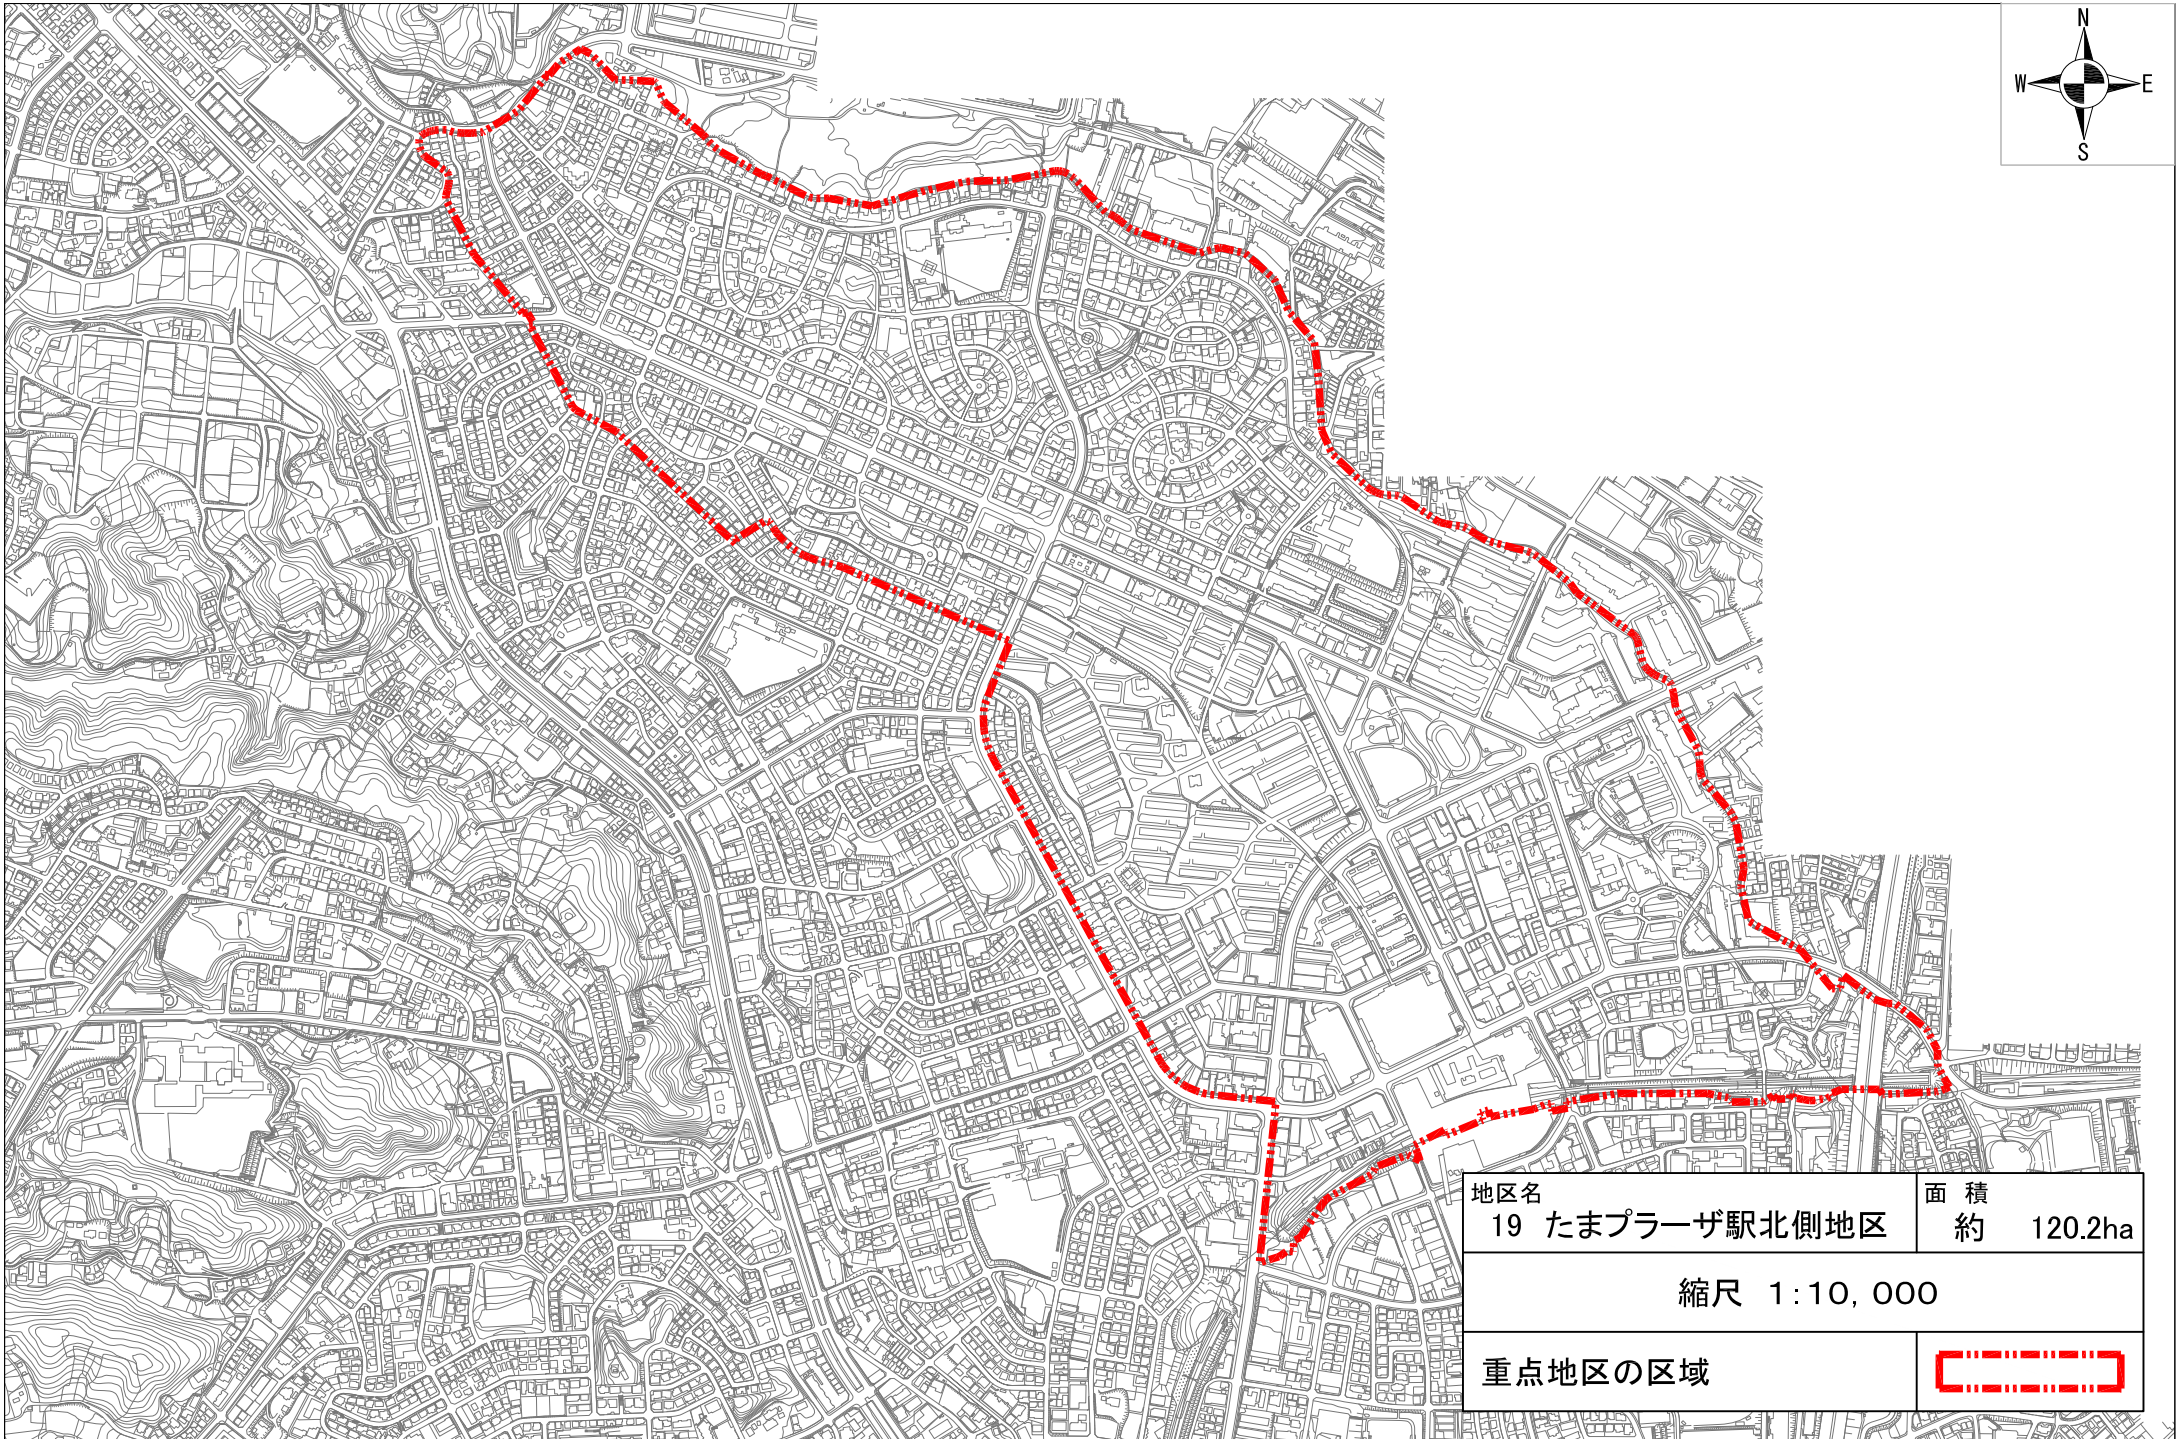 N
W E
S
地区名
19 たまプラーザ駅北側地区
面 積
約 120.2ha
縮尺 1:10,000
重点地区の区域